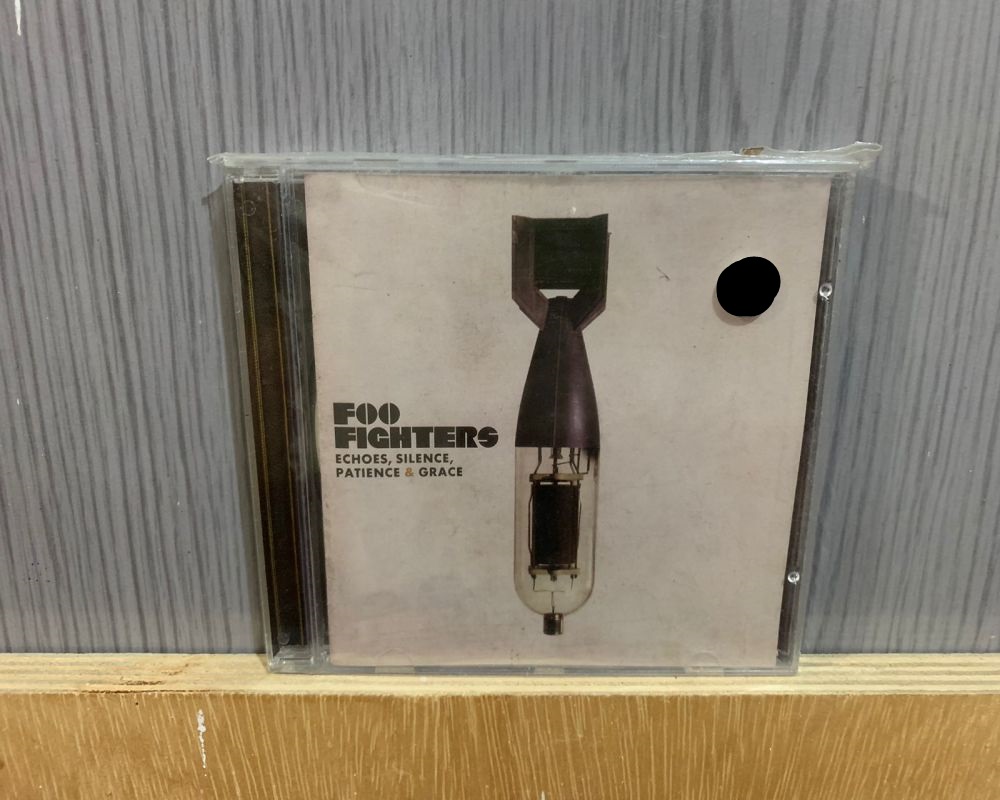 FOO
FIGHTERS
ECHOES, SILENCE,
PATIENCE & GRACE